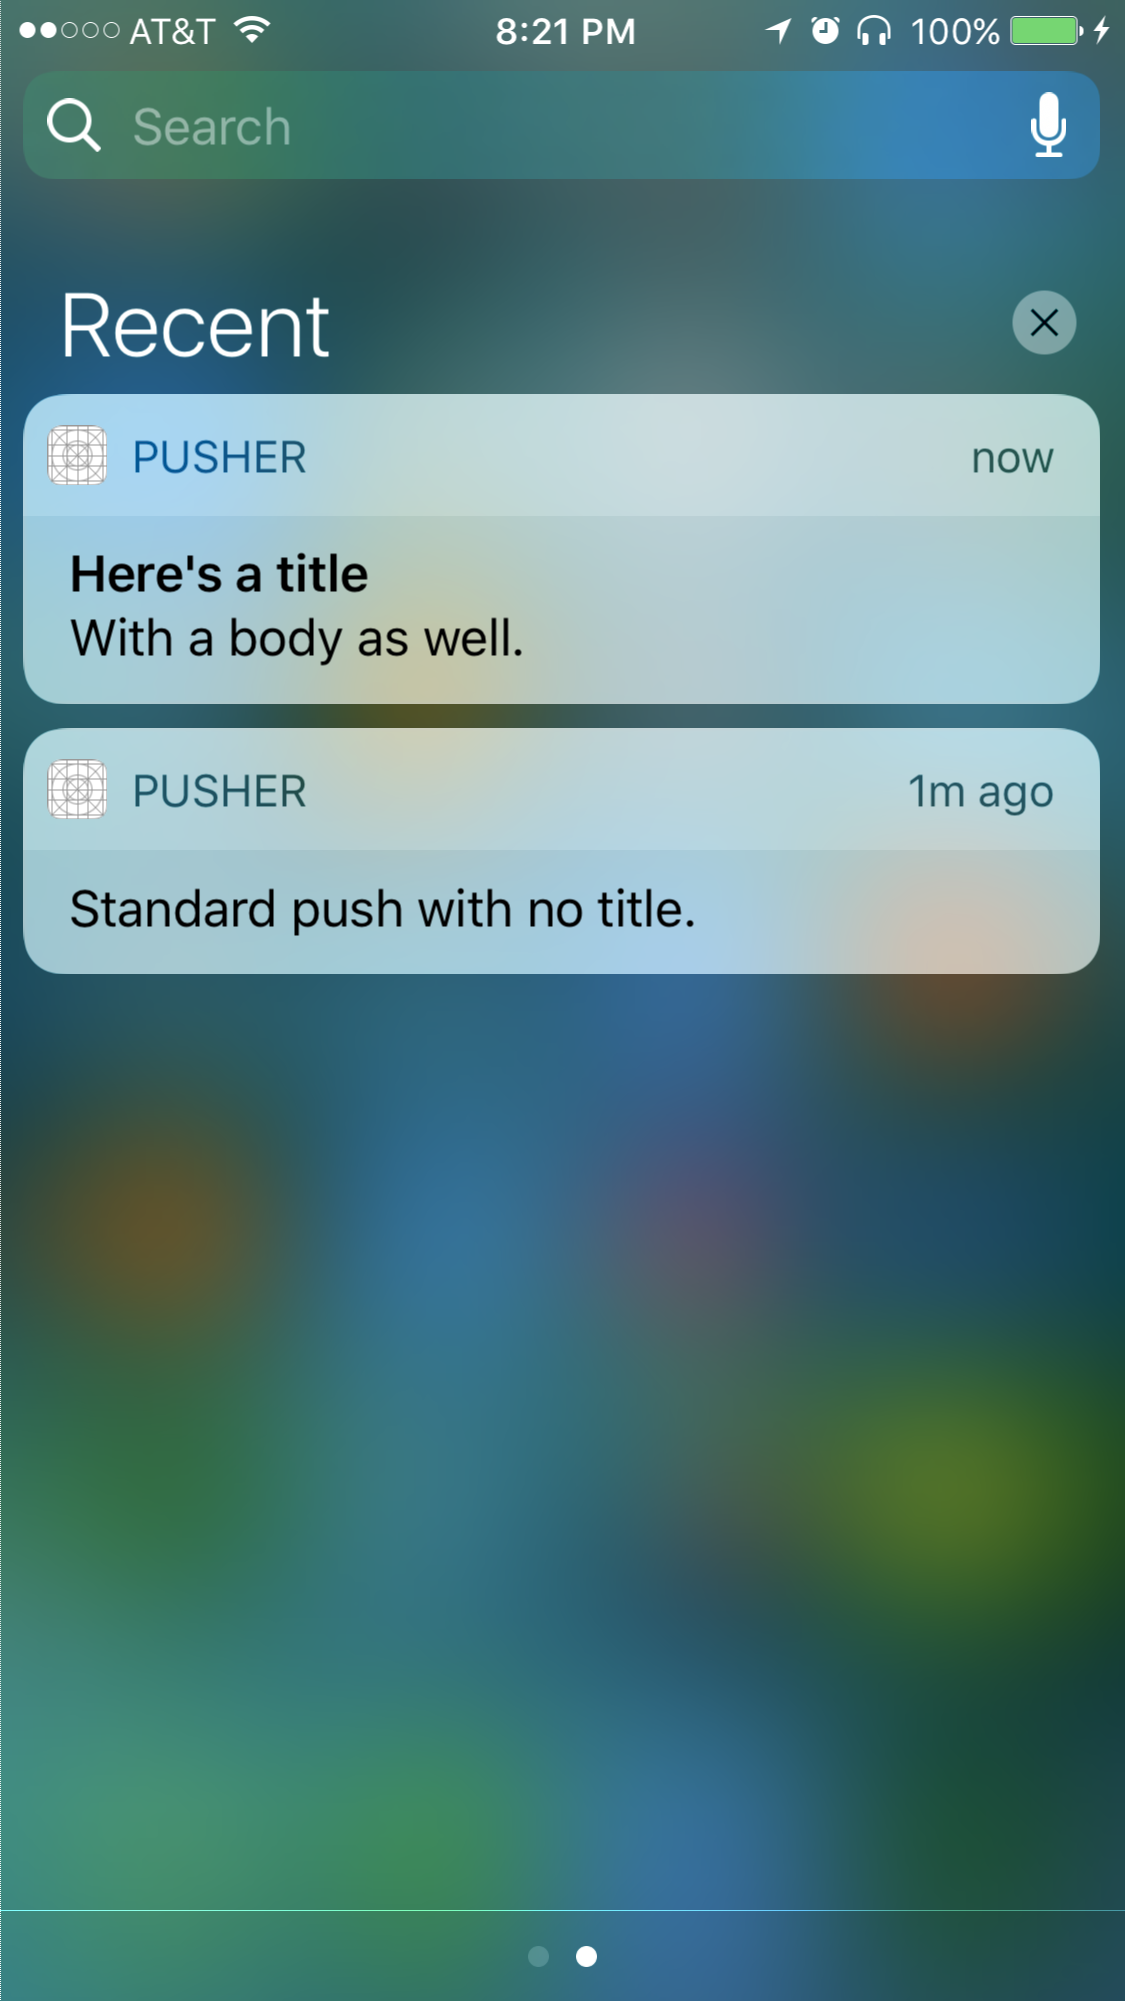 AT&T 8:21 PM 100%
Search
Recent
PUSHER now
Here's a title
With a body as well.
PUSHER 1m ago
Standard push with no title.